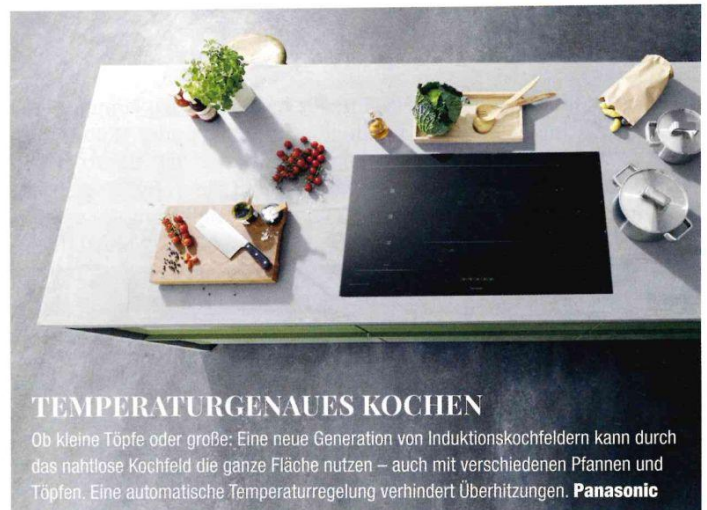 TEMPERATURGENAUES KOCHEN
Ob kleine Töpfe oder große: Eine neue Generation von Induktionskochfeldern kann durch
das nahtlose Kochfeld die ganze Fläche nutzen – auch mit verschiedenen Pfannen und
Töpfen. Eine automatische Temperaturregelung verhindert Überhitzungen. Panasonic